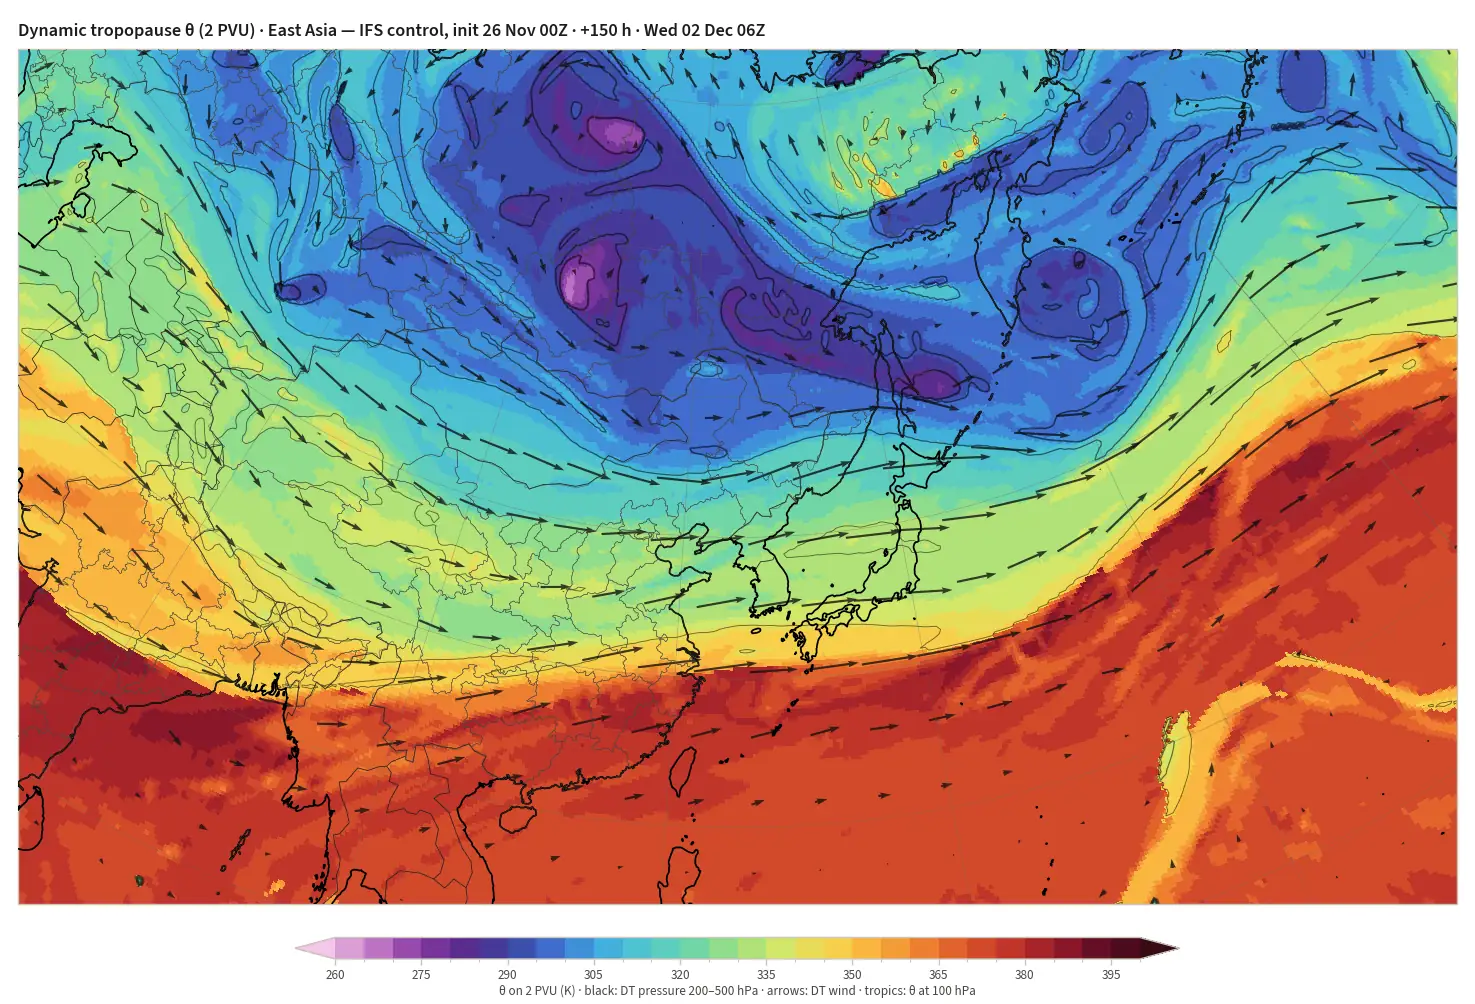 Dynamic tropopause θ (2 PVU) · East Asia — IFS control, init 26 Nov 00Z · +150 h · Wed 02 Dec 06Z
260 275 290 305 320 335 350 365 380 395
θ on 2 PVU (K) · black: DT pressure 200–500 hPa · arrows: DT wind · tropics: θ at 100 hPa